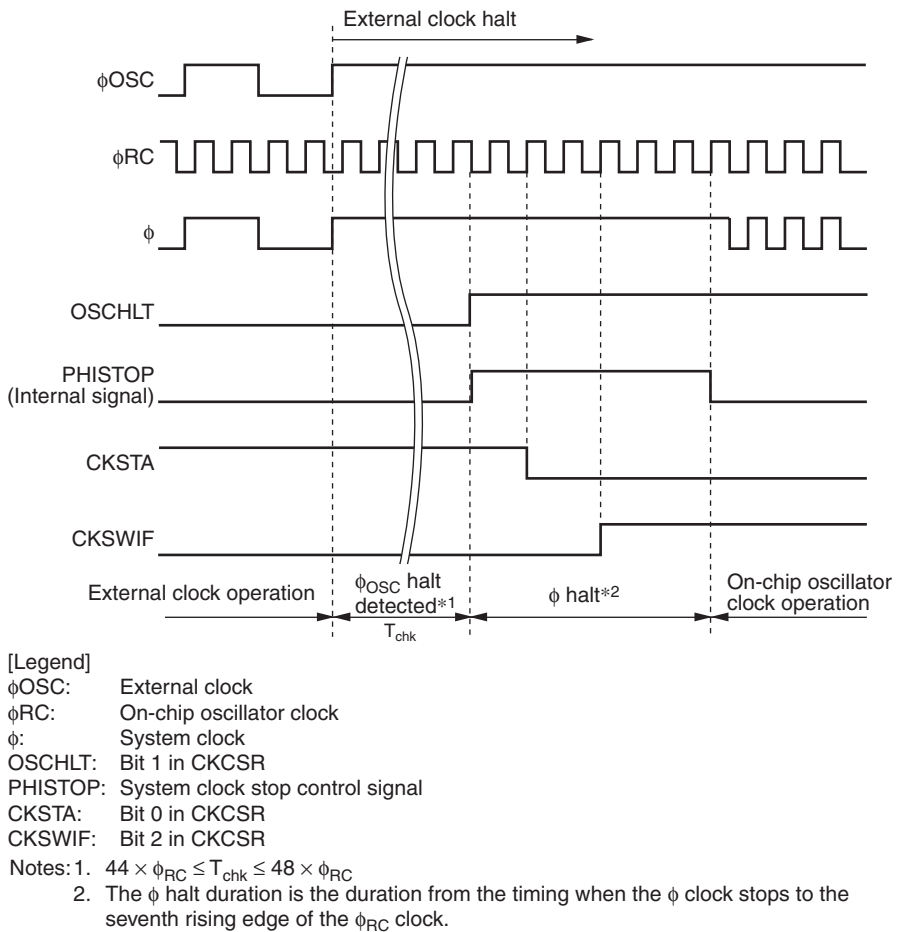 External clock halt
ϕOSC
ϕRC
ϕ
OSCHLT
PHISTOP
(Internal signal)
CKSTA
CKSWIF
External clock operation
ϕOSC halt
detected*1
Tchk
ϕ halt*2
On-chip oscillator
clock operation
[Legend]
ϕOSC: External clock
ϕRC: On-chip oscillator clock
ϕ: System clock
OSCHLT: Bit 1 in CKCSR
PHISTOP: System clock stop control signal
CKSTA: Bit 0 in CKCSR
CKSWIF: Bit 2 in CKCSR
Notes: 1. 44 × ϕRC ≤ Tchk ≤ 48 × ϕRC
2. The ϕ halt duration is the duration from the timing when the ϕ clock stops to the
seventh rising edge of the ϕRC clock.